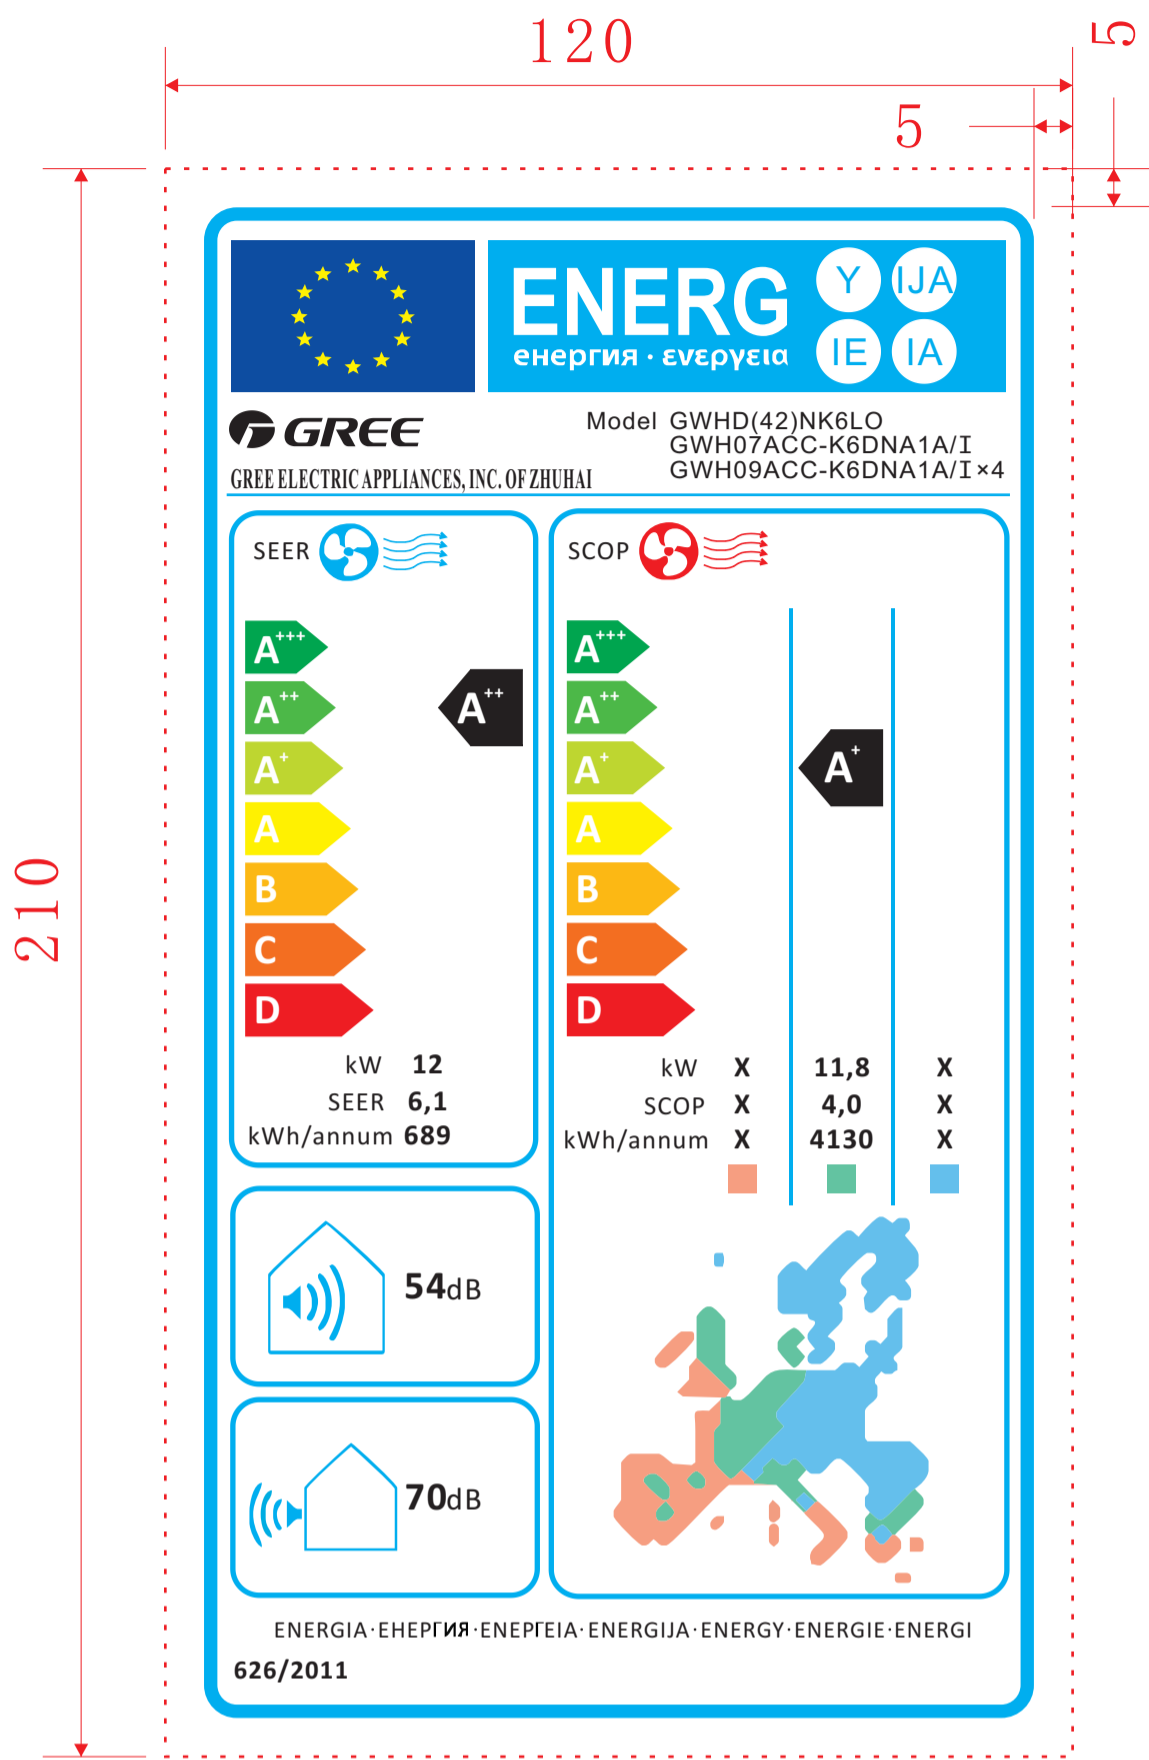 120
5
5
210
ENERG
енергия · ενεργεια
Y IJA
IE IA
GREE
GREE ELECTRIC APPLIANCES, INC. OF ZHUHAI
Model GWHD(42)NK6LO
GWH07ACC-K6DNA1A/I
GWH09ACC-K6DNA1A/I×4
SEER
A+++
A++
A+
A
B
C
D
A++
kW 12
SEER 6,1
kWh/annum 689
SCOP
A+++
A++
A+
A
B
C
D
A+
kW X 11,8 X
SCOP X 4,0 X
kWh/annum X 4130 X
54dB
70dB
ENERGIA·ЕНЕРГИЯ·ΕΝΕΡΓΕΙΑ·ENERGIJA·ENERGY·ENERGIE·ENERGI
626/2011